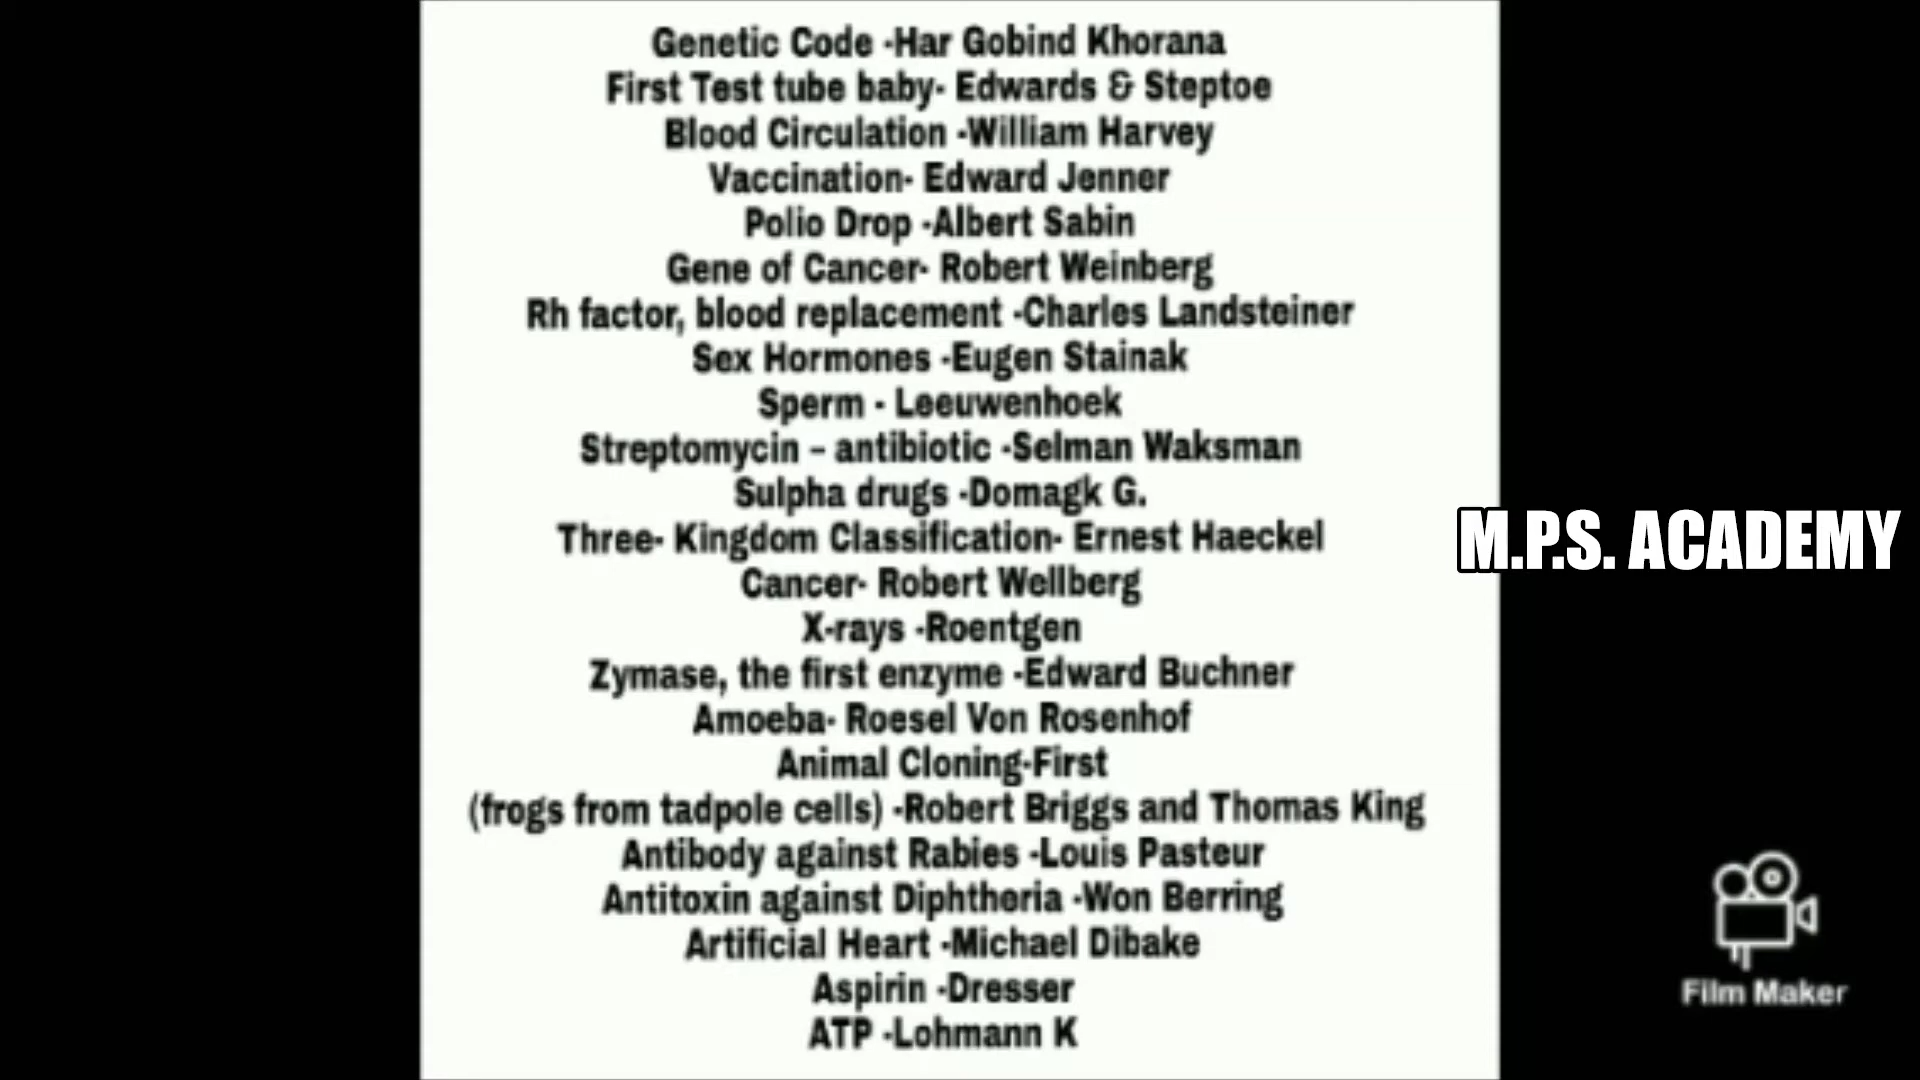 Genetic Code -Har Gobind Khorana
First Test tube baby- Edwards & Steptoe
Blood Circulation -William Harvey
Vaccination- Edward Jenner
Polio Drop -Albert Sabin
Gene of Cancer- Robert Weinberg
Rh factor, blood replacement -Charles Landsteiner
Sex Hormones -Eugen Stainak
Sperm - Leeuwenhoek
Streptomycin – antibiotic -Selman Waksman
Sulpha drugs -Domagk G.
Three- Kingdom Classification- Ernest Haeckel
Cancer- Robert Wellberg
X-rays -Roentgen
Zymase, the first enzyme -Edward Buchner
Amoeba- Roesel Von Rosenhof
Animal Cloning-First
(frogs from tadpole cells) -Robert Briggs and Thomas King
Antibody against Rabies -Louis Pasteur
Antitoxin against Diphtheria -Won Berring
Artificial Heart -Michael Dibake
Aspirin -Dresser
ATP -Lohmann K
M.P.S. ACADEMY
Film Maker